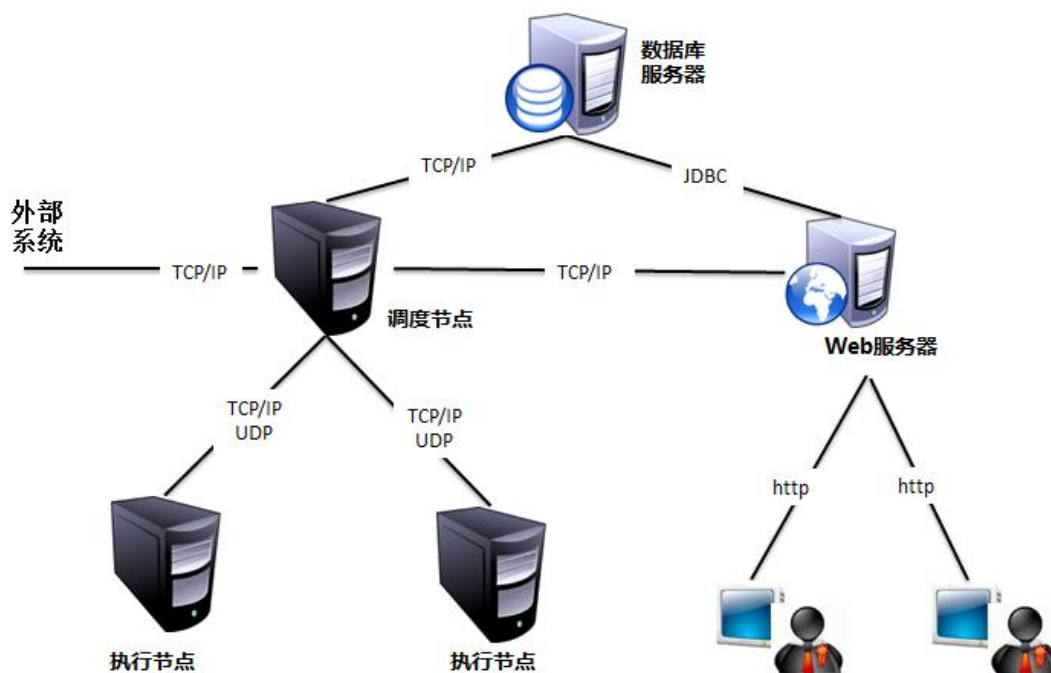 数据库
服务器
TCP/IP
JDBC
外部
系统
TCP/IP
TCP/IP
调度节点
Web服务器
TCP/IP
UDP
TCP/IP
UDP
http
http
执行节点
执行节点